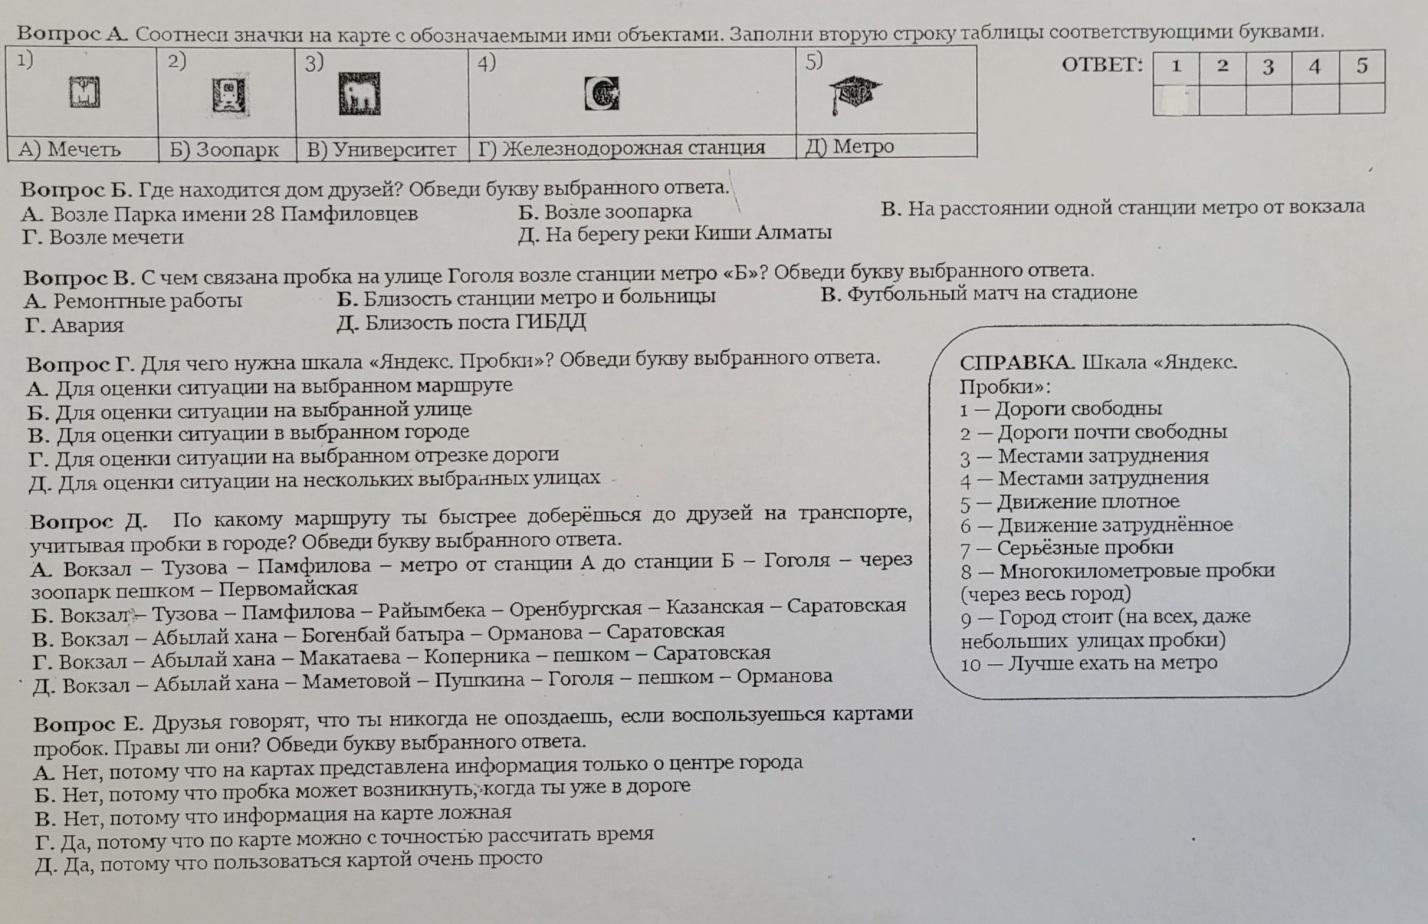 Вопрос А. Соотнеси значки на карте с обозначаемыми ими объектами. Заполни вторую строку таблицы соответствующими буквами.
1) 2) 3) 4) 5)
М
А) Мечеть Б) Зоопарк В) Университет Г) Железнодорожная станция Д) Метро
ОТВЕТ: 1 2 3 4 5
Вопрос Б. Где находится дом друзей? Обведи букву выбранного ответа.
А. Возле Парка имени 28 Памфиловцев Б. Возле зоопарка В. На расстоянии одной станции метро от вокзала
Г. Возле мечети Д. На берегу реки Киши Алматы
Вопрос В. С чем связана пробка на улице Гоголя возле станции метро «Б»? Обведи букву выбранного ответа.
А. Ремонтные работы Б. Близость станции метро и больницы В. Футбольный матч на стадионе
Г. Авария Д. Близость поста ГИБДД
Вопрос Г. Для чего нужна шкала «Яндекс. Пробки»? Обведи букву выбранного ответа.
А. Для оценки ситуации на выбранном маршруте
Б. Для оценки ситуации на выбранной улице
В. Для оценки ситуации в выбранном городе
Г. Для оценки ситуации на выбранном отрезке дороги
Д. Для оценки ситуации на нескольких выбранных улицах
Вопрос Д. По какому маршруту ты быстрее доберёшься до друзей на транспорте,
учитывая пробки в городе? Обведи букву выбранного ответа.
А. Вокзал – Тузова – Памфилова – метро от станции А до станции Б – Гоголя – через
зоопарк пешком – Первомайская
Б. Вокзал – Тузова – Памфилова – Райымбека – Оренбургская – Казанская – Саратовская
В. Вокзал – Абылай хана – Богенбай батыра – Орманова – Саратовская
Г. Вокзал – Абылай хана – Макатаева – Коперника – пешком – Саратовская
Д. Вокзал – Абылай хана – Маметовой – Пушкина – Гоголя – пешком – Орманова
Вопрос Е. Друзья говорят, что ты никогда не опоздаешь, если воспользуешься картами
пробок. Правы ли они? Обведи букву выбранного ответа.
А. Нет, потому что на картах представлена информация только о центре города
Б. Нет, потому что пробка может возникнуть, когда ты уже в дороге
В. Нет, потому что информация на карте ложная
Г. Да, потому что по карте можно с точностью рассчитать время
Д. Да, потому что пользоваться картой очень просто
СПРАВКА. Шкала «Яндекс.
Пробки»:
1 — Дороги свободны
2 — Дороги почти свободны
3 — Местами затруднения
4 — Местами затруднения
5 — Движение плотное
6 — Движение затруднённое
7 — Серьёзные пробки
8 — Многокилометровые пробки
(через весь город)
9 — Город стоит (на всех, даже
небольших улицах пробки)
10 — Лучше ехать на метро